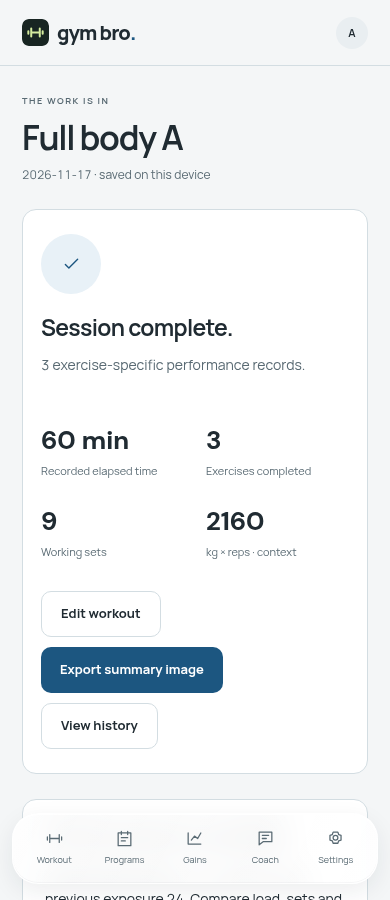 gym bro.
A
THE WORK IS IN
Full body A
2026-11-17 · saved on this device
Session complete.
3 exercise-specific performance records.
60 min
Recorded elapsed time
3
Exercises completed
9
Working sets
2160
kg × reps · context
Edit workout
Export summary image
View history
Workout
Programs
Gains
Coach
Settings
previous exposure 24. Compare load, sets and